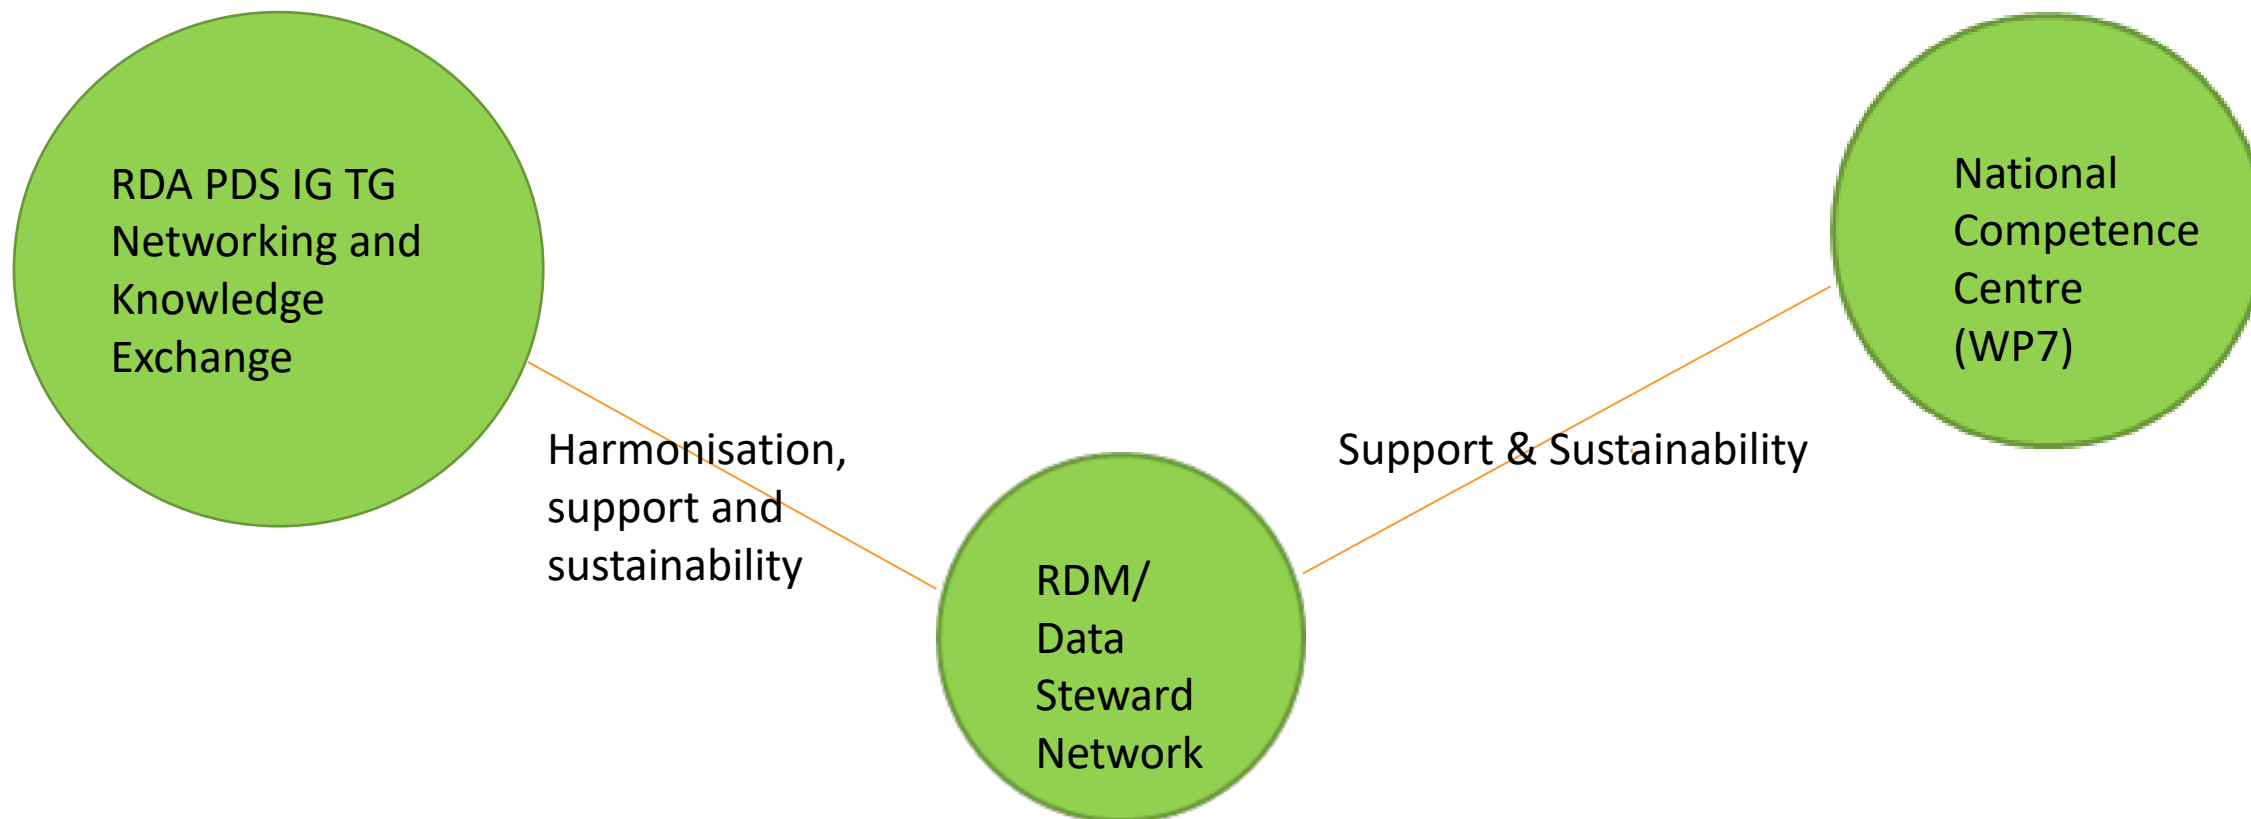 RDA PDS IG TG
Networking and
Knowledge
Exchange
Harmonisation,
support and
sustainability
RDM/
Data
Steward
Network
Support & Sustainability
National
Competence
Centre
(WP7)